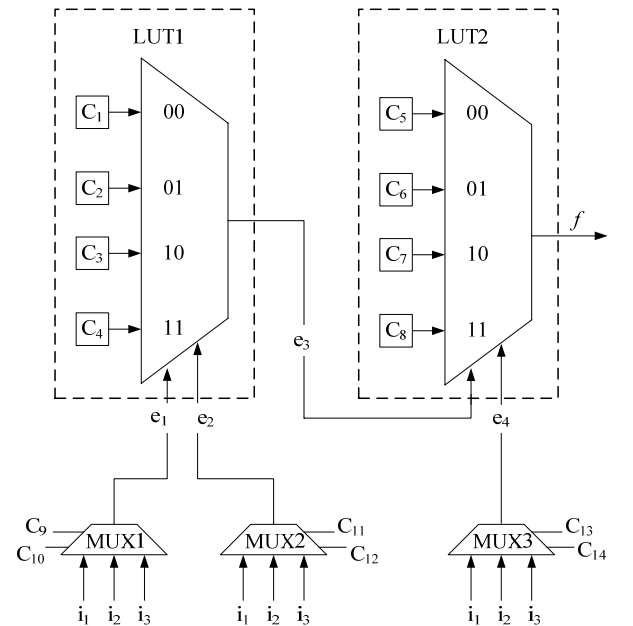 LUT1 LUT2
C₁ 00 C₅ 00
C₂ 01 C₆ 01
f
C₃ 10 C₇ 10
C₄ 11 C₈ 11
e₃
e₁ e₂ e₄
C₉ C₁₁ C₁₃
MUX1 MUX2 MUX3
C₁₀ C₁₂ C₁₄
i₁ i₂ i₃ i₁ i₂ i₃ i₁ i₂ i₃